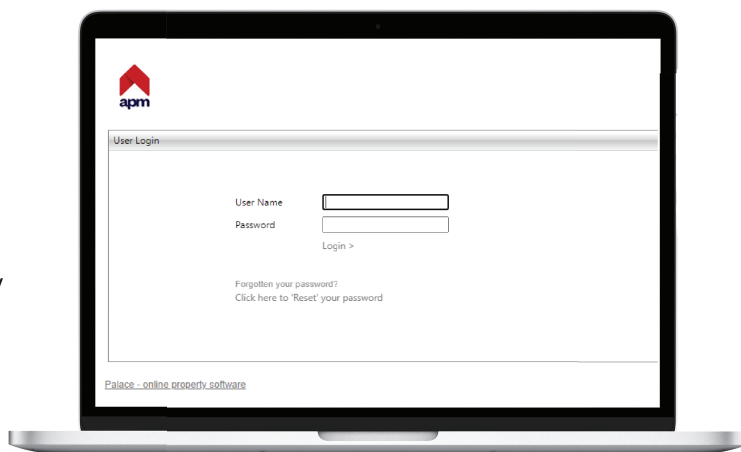 apm
User Login
User Name
Password
Login >
Forgotten your password?
Click here to 'Reset' your password
Palace - online property software